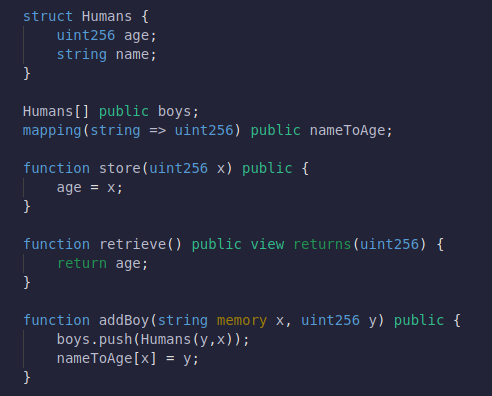 struct Humans {
    uint256 age;
    string name;
}

Humans[] public boys;
mapping(string => uint256) public nameToAge;

function store(uint256 x) public {
    age = x;
}

function retrieve() public view returns(uint256) {
    return age;
}

function addBoy(string memory x, uint256 y) public {
    boys.push(Humans(y,x));
    nameToAge[x] = y;
}